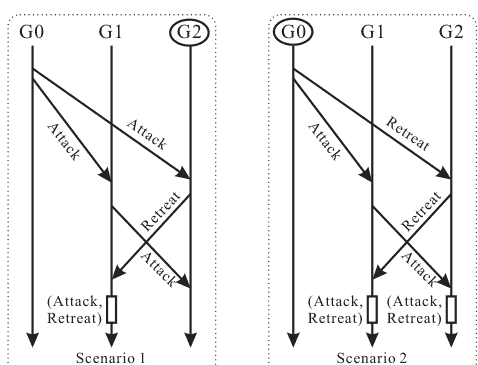 G0 G1 G2
Attack
Attack
Retreat
Attack
(Attack,
Retreat)
Scenario 1
G0 G1 G2
Retreat
Attack
Retreat
Attack
(Attack, (Attack,
Retreat) Retreat)
Scenario 2